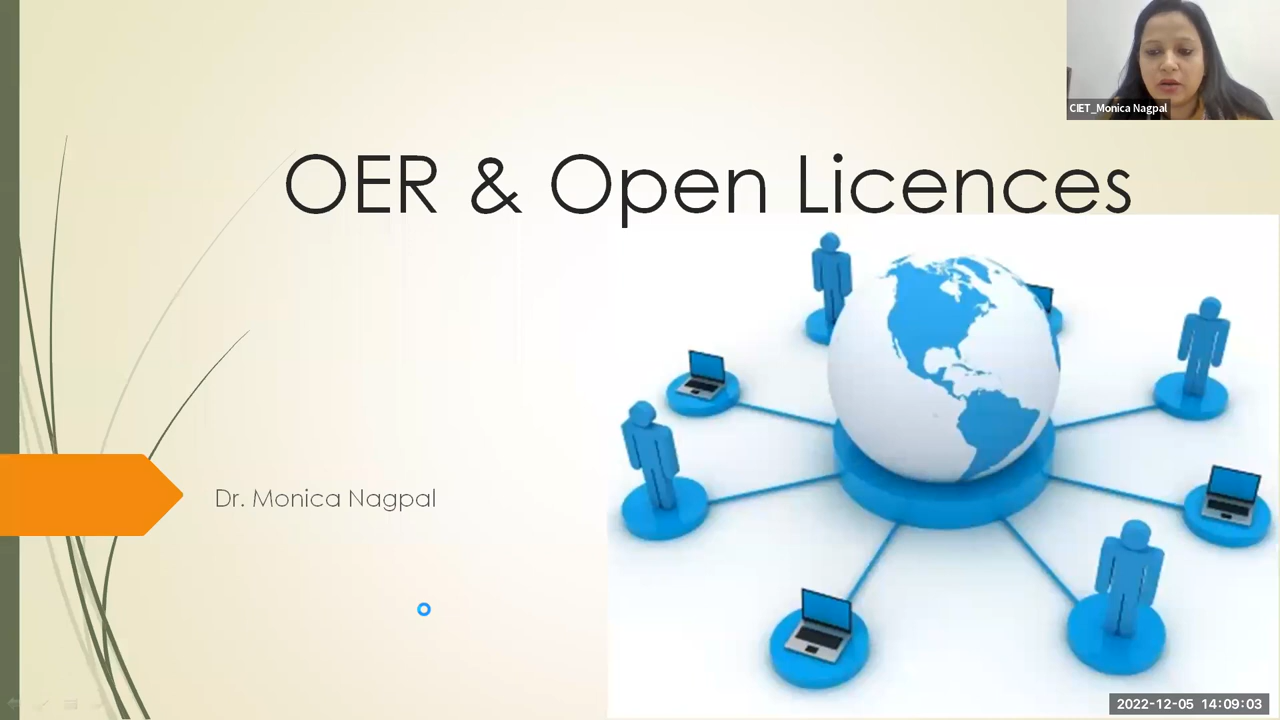 CIET_Monica Nagpal
OER & Open Licences
Dr. Monica Nagpal
2022-12-05 14:09:03